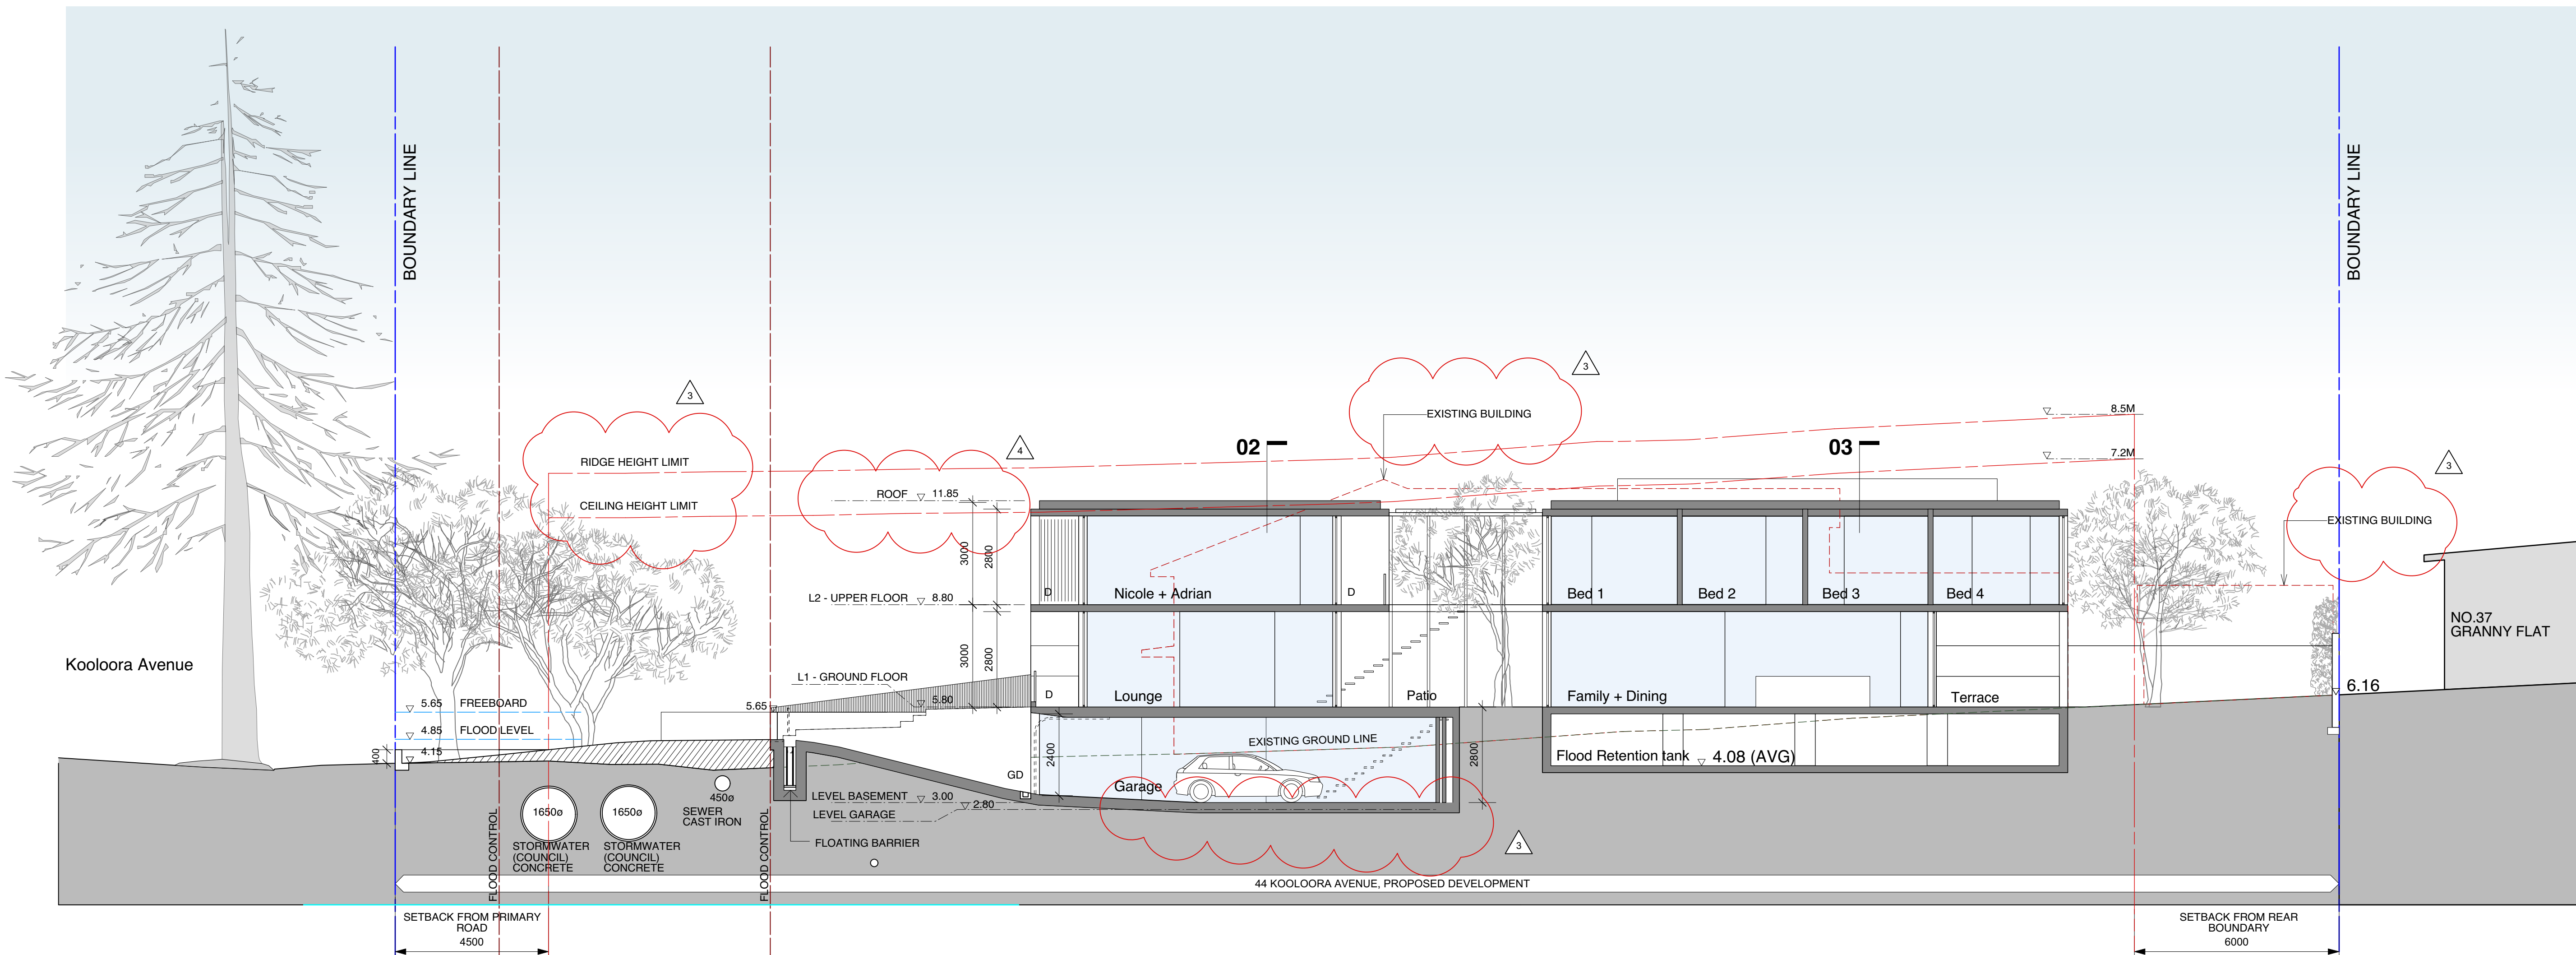 BOUNDARY LINE
BOUNDARY LINE
3
3
EXISTING BUILDING
8.5M
02
03
4
7.2M
3
RIDGE HEIGHT LIMIT
ROOF 11.85
CEILING HEIGHT LIMIT
EXISTING BUILDING
3000
2800
D
Nicole + Adrian
D
Bed 1
Bed 2
Bed 3
Bed 4
L2 - UPPER FLOOR 8.80
NO.37
GRANNY FLAT
Kooloora Avenue
3000
2800
L1 - GROUND FLOOR
5.80
D
Lounge
Patio
Family + Dining
Terrace
6.16
5.65 FREEBOARD
5.65
4.85 FLOOD LEVEL
4.15
400
EXISTING GROUND LINE
2400
2800
Flood Retention tank 4.08 (AVG)
GD
Garage
LEVEL BASEMENT 3.00
2.80
LEVEL GARAGE
450ø
SEWER
CAST IRON
1650ø
1650ø
FLOATING BARRIER
3
STORMWATER
(COUNCIL)
CONCRETE
STORMWATER
(COUNCIL)
CONCRETE
FLOOD CONTROL
FLOOD CONTROL
44 KOOLOORA AVENUE, PROPOSED DEVELOPMENT
SETBACK FROM PRIMARY
ROAD
4500
SETBACK FROM REAR
BOUNDARY
6000